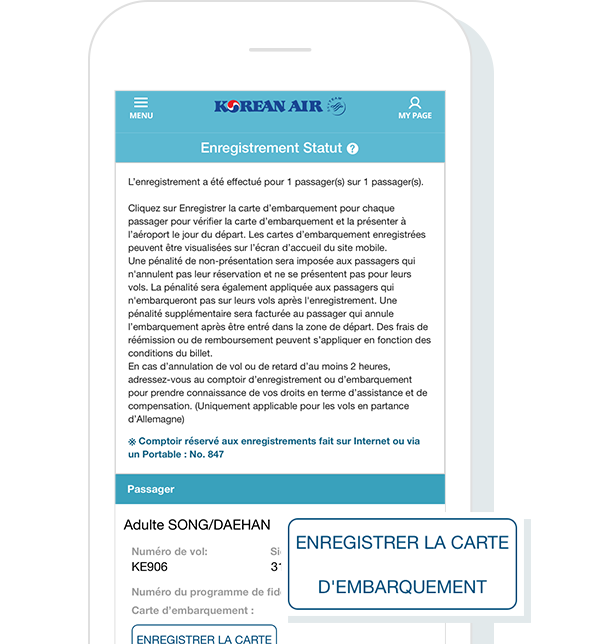 MENU
KOREAN AIR
MY PAGE
Enregistrement Statut ?
L'enregistrement a été effectué pour 1 passager(s) sur 1 passager(s).
Cliquez sur Enregistrer la carte d'embarquement pour chaque
passager pour vérifier la carte d'embarquement et la présenter à
l'aéroport le jour du départ. Les cartes d'embarquement enregistrées
peuvent être visualisées sur l'écran d'accueil du site mobile.
Une pénalité de non-présentation sera imposée aux passagers qui
n'annulent pas leur réservation et ne se présentent pas pour leurs
vols. La pénalité sera également appliquée aux passagers qui
n'embarqueront pas sur leurs vols après l'enregistrement. Une
pénalité supplémentaire sera facturée au passager qui annule
l'embarquement après être entré dans la zone de départ. Des frais de
réémission ou de remboursement peuvent s'appliquer en fonction des
conditions du billet.
En cas d'annulation de vol ou de retard d'au moins 2 heures,
adressez-vous au comptoir d'enregistrement ou d'embarquement
pour prendre connaissance de vos droits en terme d'assistance et de
compensation. (Uniquement applicable pour les vols en partance
d'Allemagne)
※ Comptoir réservé aux enregistrements fait sur Internet ou via
un Portable : No. 847
Passager
Adulte SONG/DAEHAN
Numéro de vol:
KE906
Numéro du programme de
Carte d'embarquement :
ENREGISTRER LA CARTE
ENREGISTRER LA CARTE
D'EMBARQUEMENT